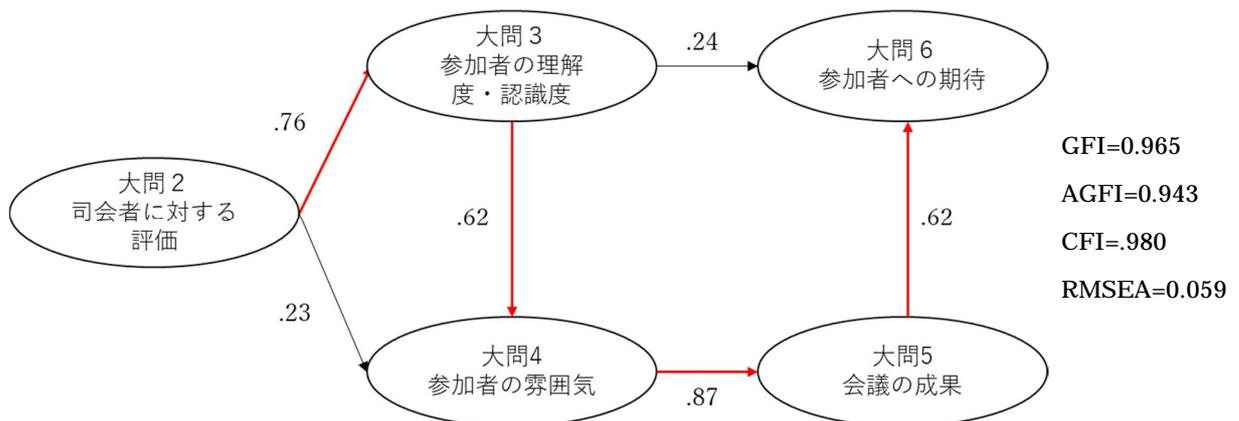 大問３
参加者の理解
度・認識度
.24
大問６
参加者への期待
.76
大問２
司会者に対する
評価
.62
.62
GFI=0.965
AGFI=0.943
CFI=.980
RMSEA=0.059
.23
大問4
参加者の雰囲気
.87
大問5
会議の成果